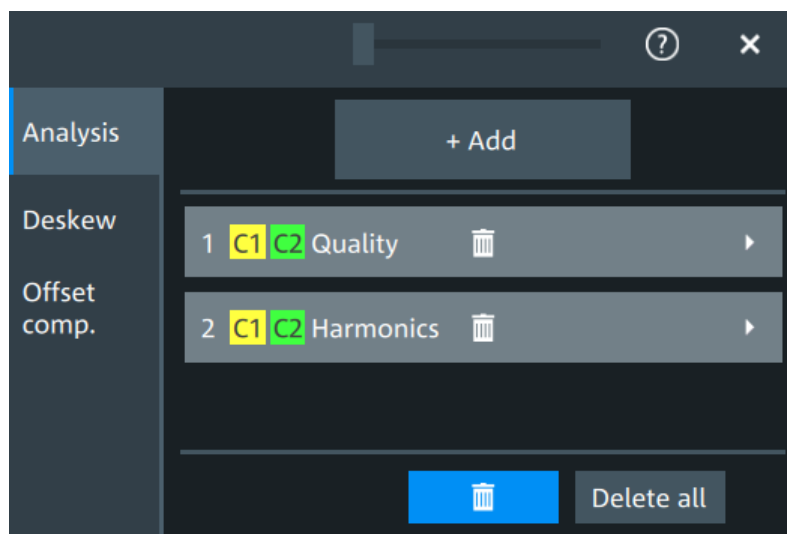 ?
Analysis
+ Add
Deskew
1 C1 C2 Quality
Offset
comp.
2 C1 C2 Harmonics
Delete all